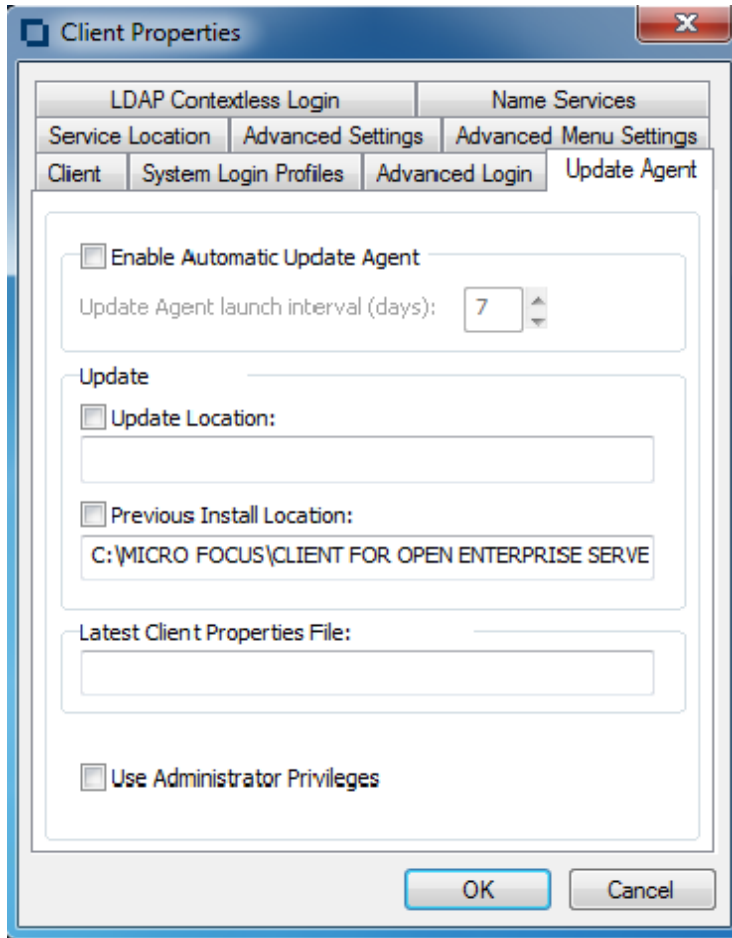 Client Properties
LDAP Contextless Login Name Services
Service Location Advanced Settings Advanced Menu Settings
Client System Login Profiles Advanced Login Update Agent
Enable Automatic Update Agent
Update Agent launch interval (days): 7
Update
Update Location:
Previous Install Location:
C:\MICRO FOCUS\CLIENT FOR OPEN ENTERPRISE SERVE
Latest Client Properties File:
Use Administrator Privileges
OK Cancel